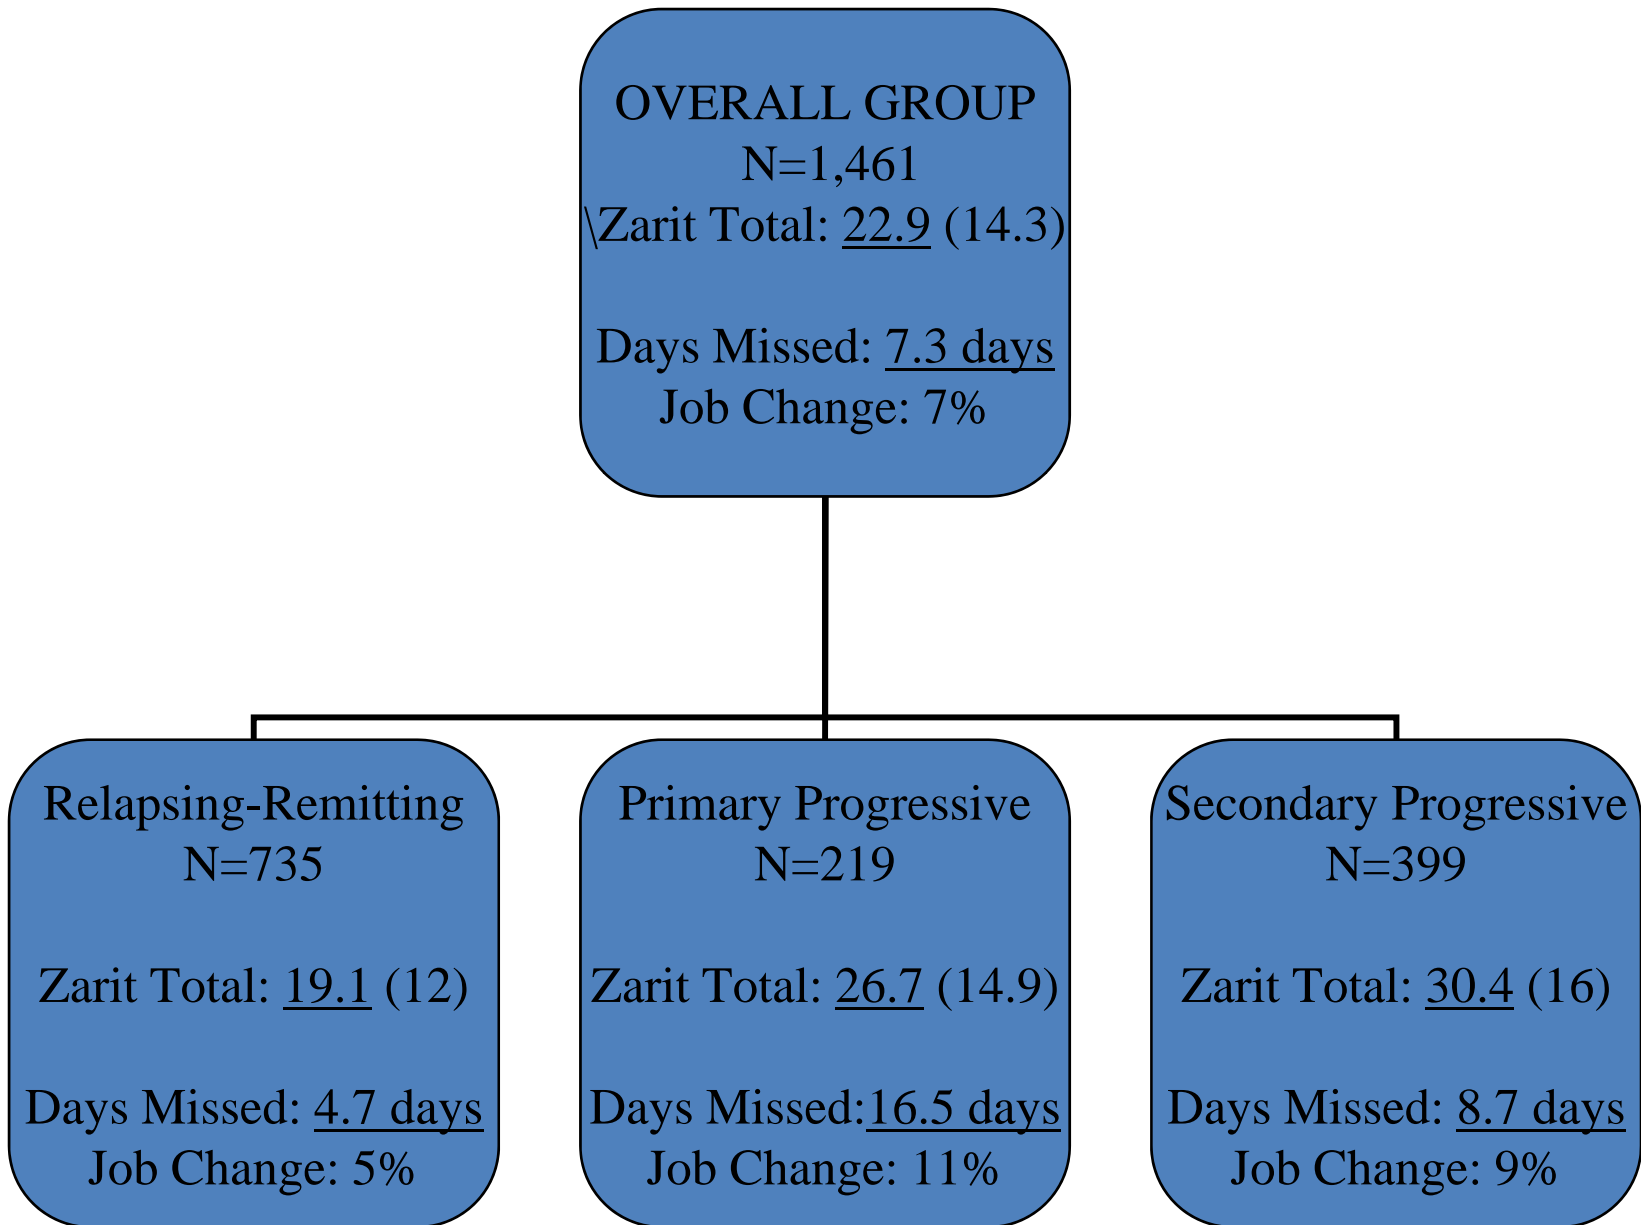 OVERALL GROUP
N=1,461
\Zarit Total: 22.9 (14.3)
Days Missed: 7.3 days
Job Change: 7%
Relapsing-Remitting
N=735
Zarit Total: 19.1 (12)
Days Missed: 4.7 days
Job Change: 5%
Primary Progressive
N=219
Zarit Total: 26.7 (14.9)
Days Missed:16.5 days
Job Change: 11%
Secondary Progressive
N=399
Zarit Total: 30.4 (16)
Days Missed: 8.7 days
Job Change: 9%